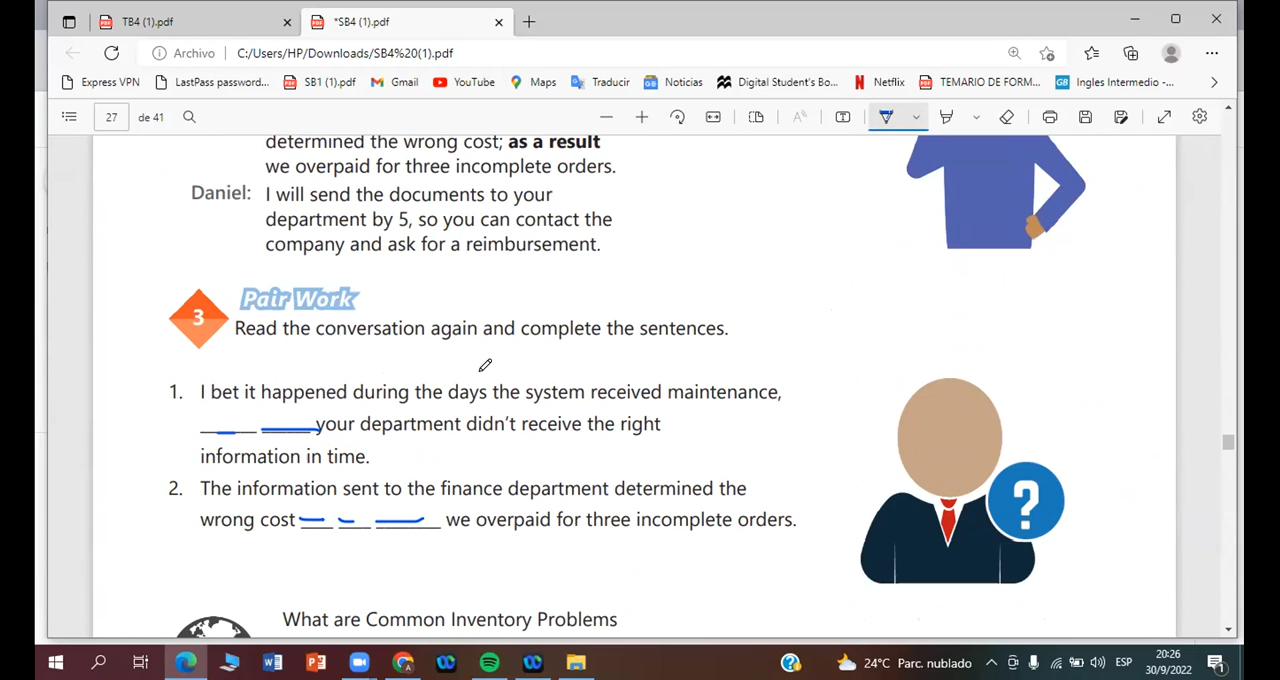 TB4 (1).pdf
*SB4 (1).pdf
Archivo
C:/Users/HP/Downloads/SB4%20(1).pdf
Express VPN
LastPass password...
SB1 (1).pdf
Gmail
YouTube
Maps
Traducir
Noticias
Digital Student's Bo...
Netflix
TEMARIO DE FORM...
GB
Ingles Intermedio -...
27
de 41
determined the wrong cost; as a result
we overpaid for three incomplete orders.
Daniel: I will send the documents to your
department by 5, so you can contact the
company and ask for a reimbursement.
3
Pair Work
Read the conversation again and complete the sentences.
1. I bet it happened during the days the system received maintenance,
_____ _____ your department didn't receive the right
information in time.
2. The information sent to the finance department determined the
wrong cost ___ ___ ______ we overpaid for three incomplete orders.
?
What are Common Inventory Problems
24°C Parc. nublado
ESP
20:26
30/9/2022
1